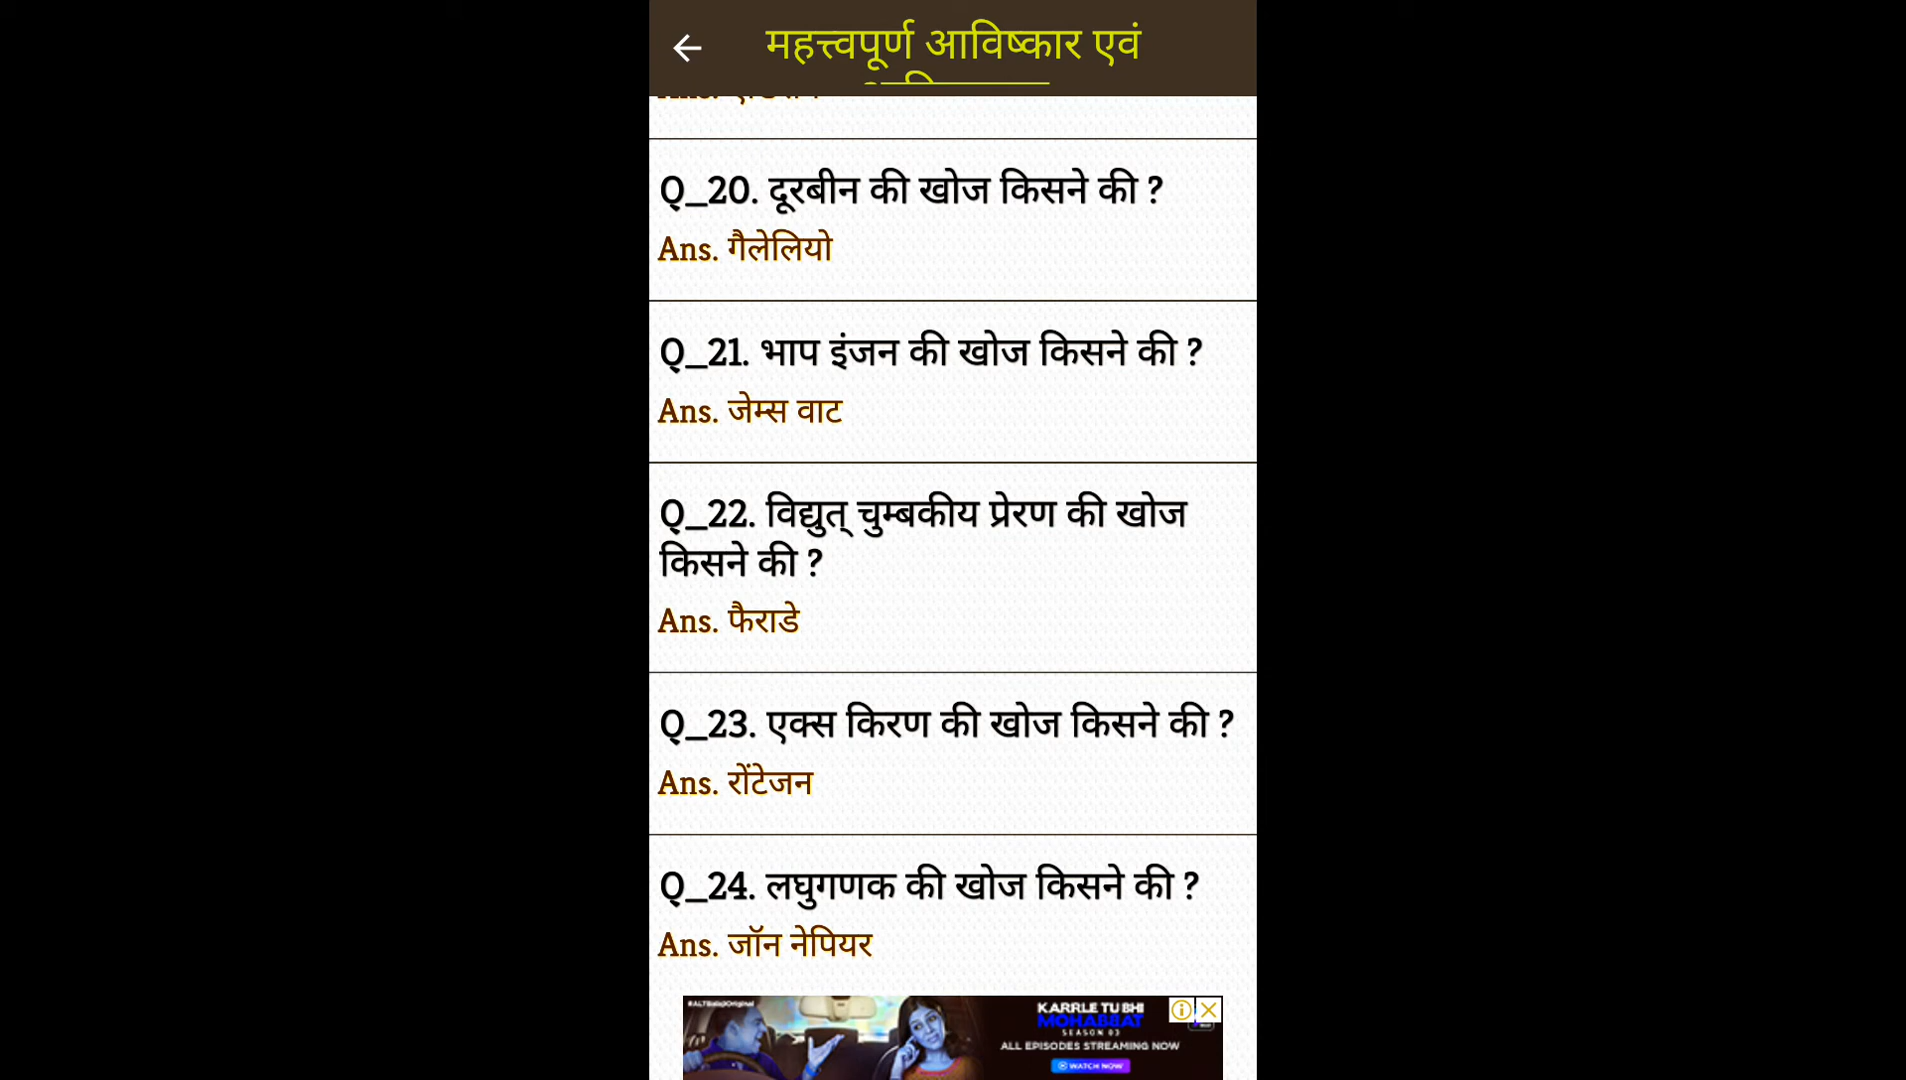 महत्त्वपूर्ण आविष्कार एवं
Q_20. दूरबीन की खोज किसने की ?
Ans. गैलेलियो
Q_21. भाप इंजन की खोज किसने की ?
Ans. जेम्स वाट
Q_22. विद्युत् चुम्बकीय प्रेरण की खोज
किसने की ?
Ans. फैराडे
Q_23. एक्स किरण की खोज किसने की ?
Ans. रोंटेजन
Q_24. लघुगणक की खोज किसने की ?
Ans. जॉन नेपियर
#ALTBalajiOriginal
KARRLE TU BHI
MOHABBAT
SEASON 03
ALL EPISODES STREAMING NOW
WATCH NOW